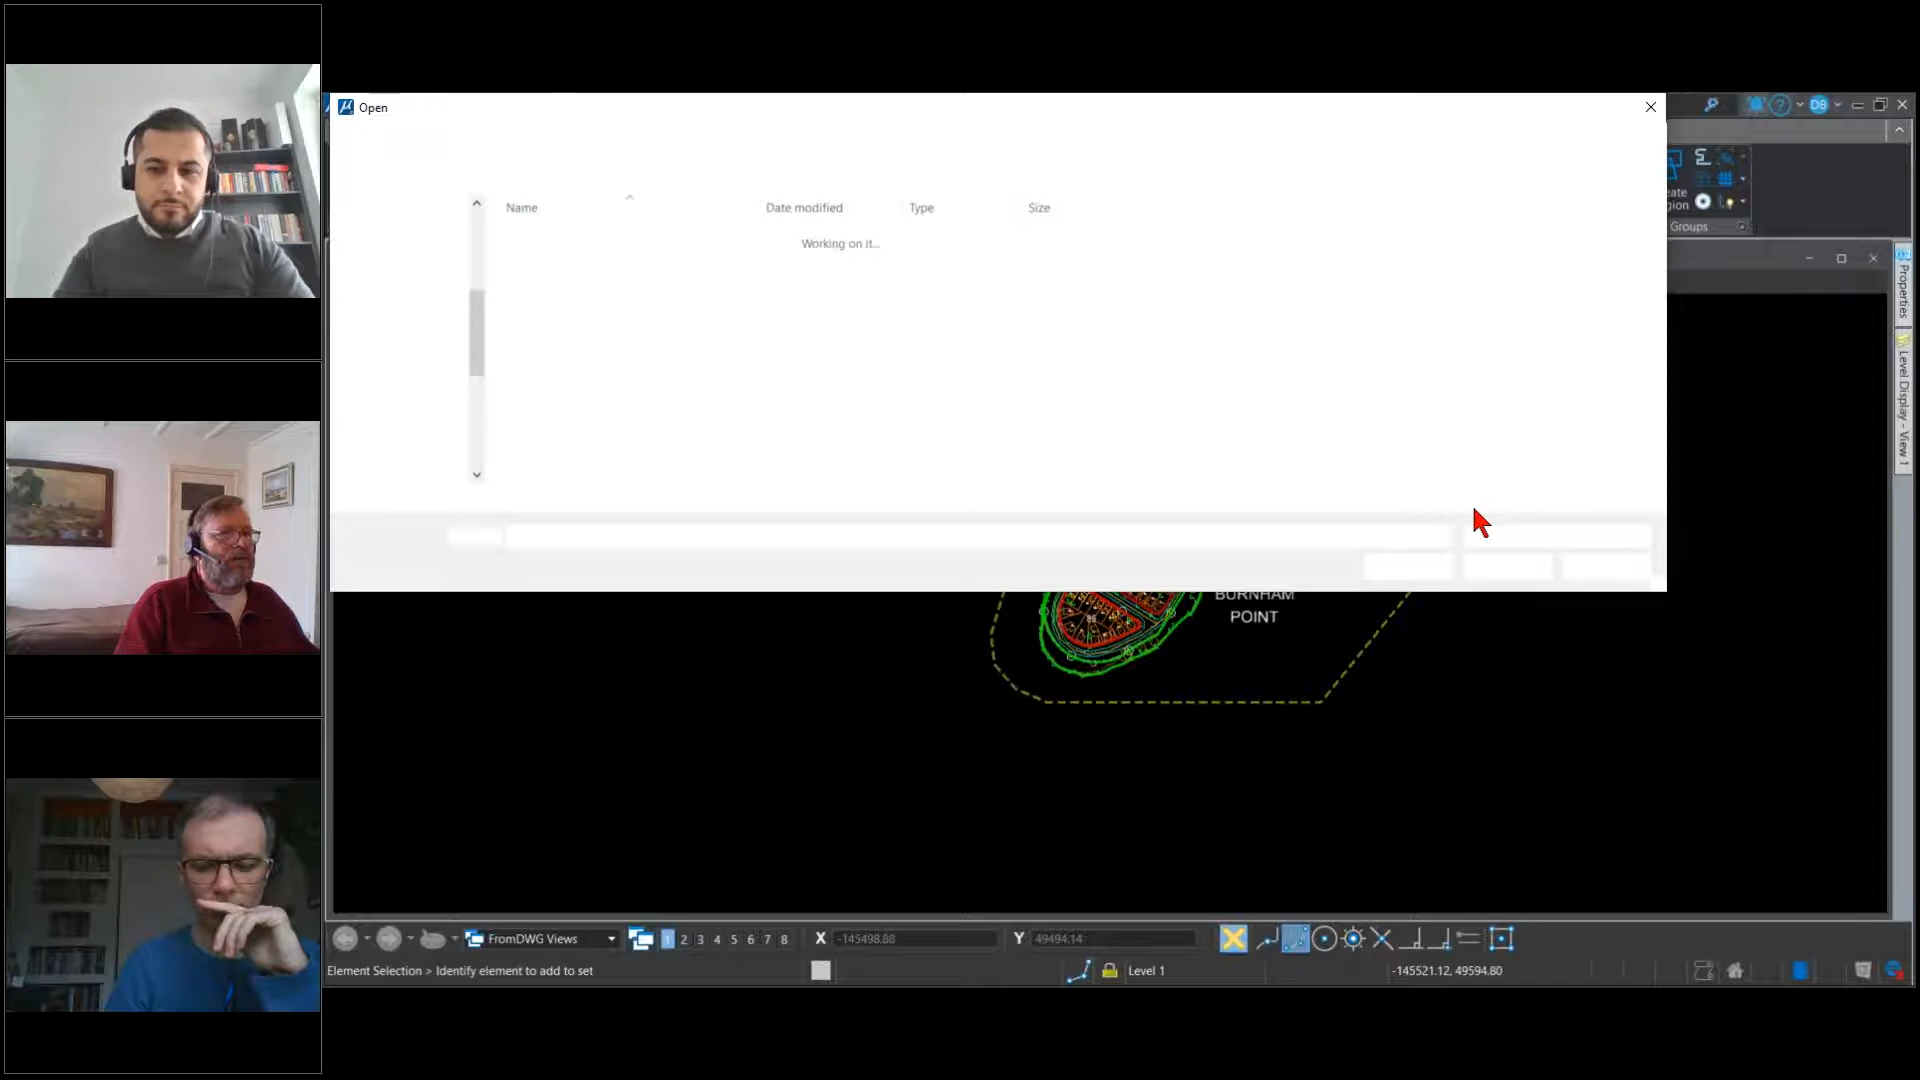 Open
DB
Name
Date modified
Type
Size
Working on it...
Groups
Properties
Level Display - View 1
BURNHAM
POINT
FromDWG Views
1 2 3 4 5 6 7 8
X
-145498.88
Y
49494.14
Element Selection > Identify element to add to set
Level 1
-145521.12, 49594.80